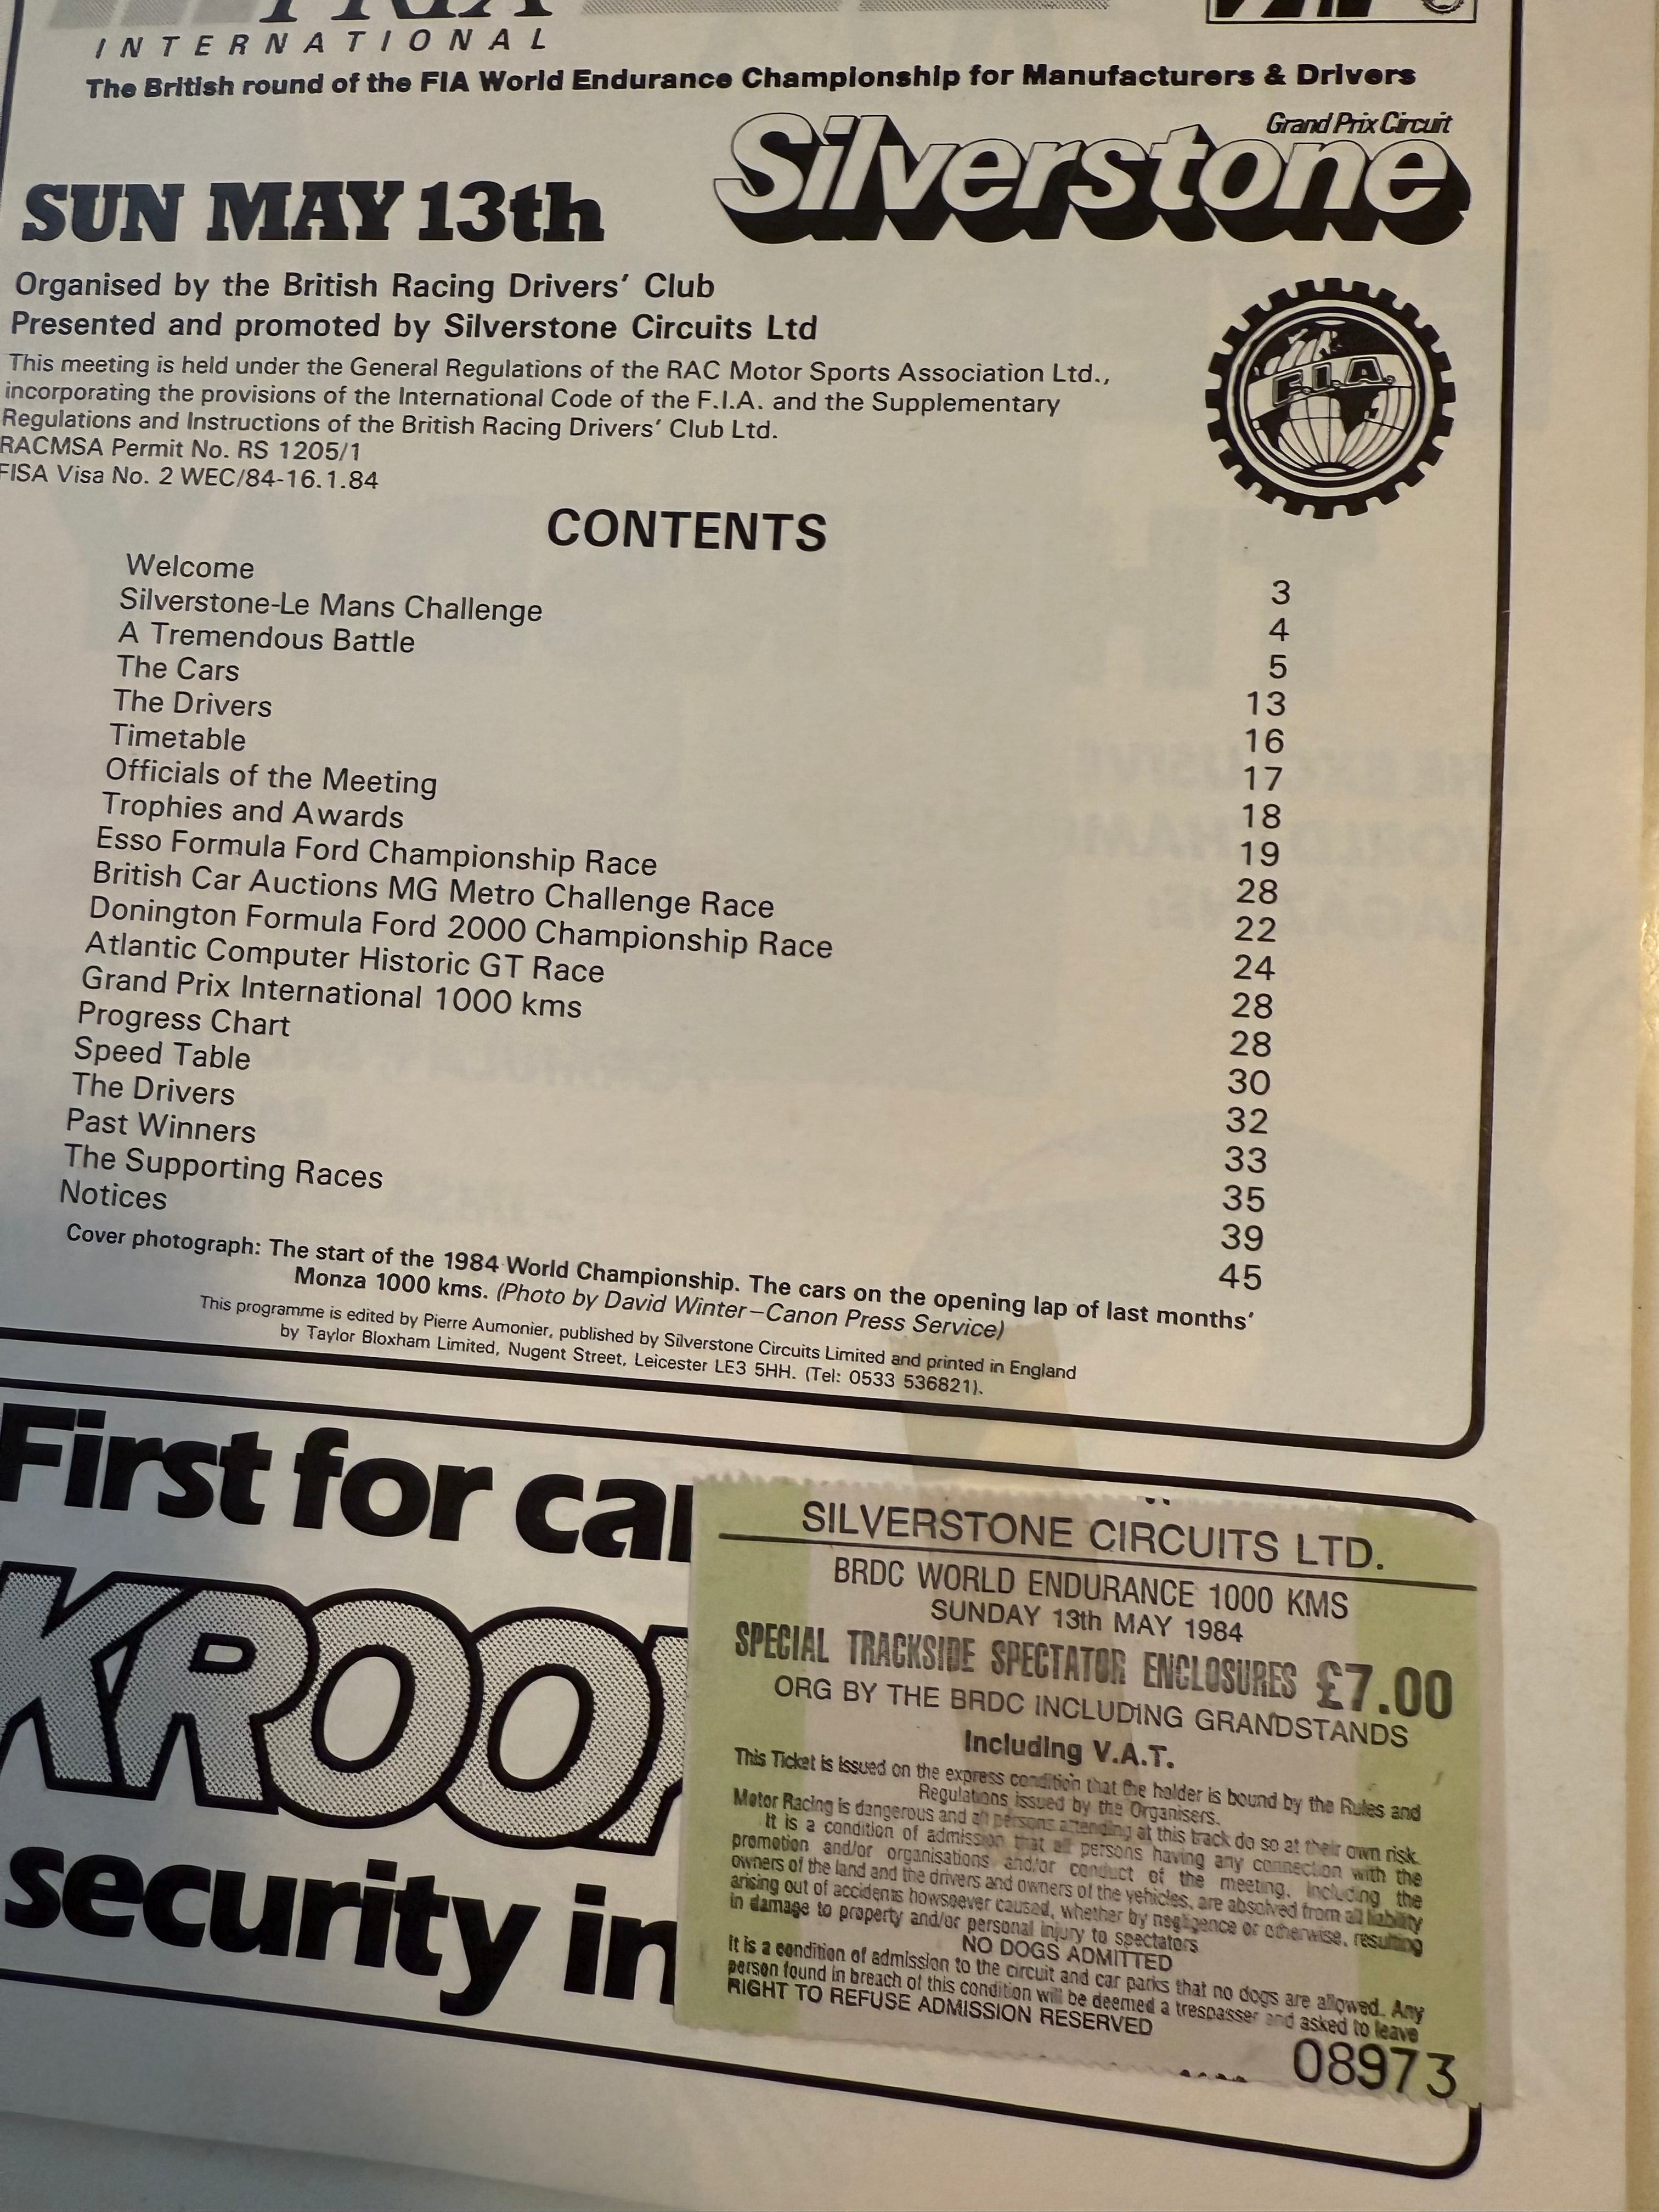 PRIX
INTERNATIONAL
The British round of the FIA World Endurance Championship for Manufacturers & Drivers
Grand Prix Circuit
Silverstone
SUN MAY 13th
Organised by the British Racing Drivers' Club
Presented and promoted by Silverstone Circuits Ltd
This meeting is held under the General Regulations of the RAC Motor Sports Association Ltd.,
incorporating the provisions of the International Code of the F.I.A. and the Supplementary
Regulations and Instructions of the British Racing Drivers' Club Ltd.
RACMSA Permit No. RS 1205/1
FISA Visa No. 2 WEC/84-16.1.84
F.I.A.
CONTENTS
Welcome 3
Silverstone-Le Mans Challenge 4
A Tremendous Battle 5
The Cars 13
The Drivers 16
Timetable 17
Officials of the Meeting 18
Trophies and Awards 19
Esso Formula Ford Championship Race 28
British Car Auctions MG Metro Challenge Race 22
Donington Formula Ford 2000 Championship Race 24
Atlantic Computer Historic GT Race 28
Grand Prix International 1000 kms 28
Progress Chart 30
Speed Table 32
The Drivers 33
Past Winners 35
The Supporting Races 39
Notices 45
Cover photograph: The start of the 1984 World Championship. The cars on the opening lap of last months'
Monza 1000 kms. (Photo by David Winter–Canon Press Service)
This programme is edited by Pierre Aumonier, published by Silverstone Circuits Limited and printed in England
by Taylor Bloxham Limited, Nugent Street, Leicester LE3 5HH. (Tel: 0533 536821).
First for car
KROO
security in
SILVERSTONE CIRCUITS LTD.
BRDC WORLD ENDURANCE 1000 KMS
SUNDAY 13th MAY 1984
SPECIAL TRACKSIDE SPECTATOR ENCLOSURES £7.00
ORG BY THE BRDC INCLUDING GRANDSTANDS
Including V.A.T.
This Ticket is issued on the express condition that the holder is bound by the Rules and
Regulations issued by the Organisers.
Motor Racing is dangerous and all persons attending at this track do so at their own risk.
It is a condition of admission that all persons having any connection with the
promotion and/or organisations and/or conduct of the meeting, including the
owners of the land and the drivers and owners of the vehicles, are absolved from all liability
arising out of accidents howsoever caused, whether by negligence or otherwise, resulting
in damage to property and/or personal injury to spectators
NO DOGS ADMITTED
It is a condition of admission to the circuit and car parks that no dogs are allowed. Any
person found in breach of this condition will be deemed a trespasser and asked to leave
RIGHT TO REFUSE ADMISSION RESERVED
08973